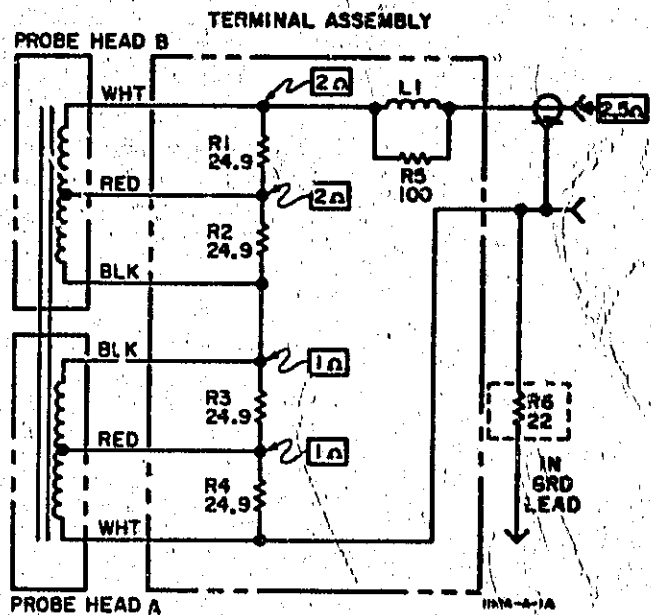 TERMINAL ASSEMBLY
PROBE HEAD B
WHT
2Ω
L1
2.5Ω
R1
24.9
R5
100
RED
2Ω
R2
24.9
BLK
BLK
1Ω
R3
24.9
R6
22
RED
1Ω
IN
GRD
LEAD
R4
24.9
WHT
PROBE HEAD A